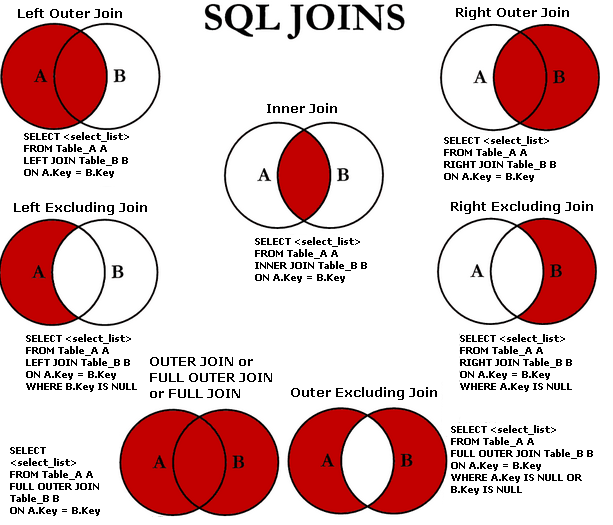 SQL JOINS
Left Outer Join
A
B
SELECT <select_list>
FROM Table_A A
LEFT JOIN Table_B B
ON A.Key = B.Key
Right Outer Join
A
B
SELECT <select_list>
FROM Table_A A
RIGHT JOIN Table_B B
ON A.Key = B.Key
Inner Join
A
B
SELECT <select_list>
FROM Table_A A
INNER JOIN Table_B B
ON A.Key = B.Key
Left Excluding Join
A
B
SELECT <select_list>
FROM Table_A A
LEFT JOIN Table_B B
ON A.Key = B.Key
WHERE B.Key IS NULL
Right Excluding Join
A
B
SELECT <select_list>
FROM Table_A A
RIGHT JOIN Table_B B
ON A.Key = B.Key
WHERE A.Key IS NULL
OUTER JOIN or
FULL OUTER JOIN
or FULL JOIN
A
B
SELECT
<select_list>
FROM Table_A A
FULL OUTER JOIN
Table_B B
ON A.Key = B.Key
Outer Excluding Join
A
B
SELECT <select_list>
FROM Table_A A
FULL OUTER JOIN Table_B B
ON A.Key = B.Key
WHERE A.Key IS NULL OR
B.Key IS NULL